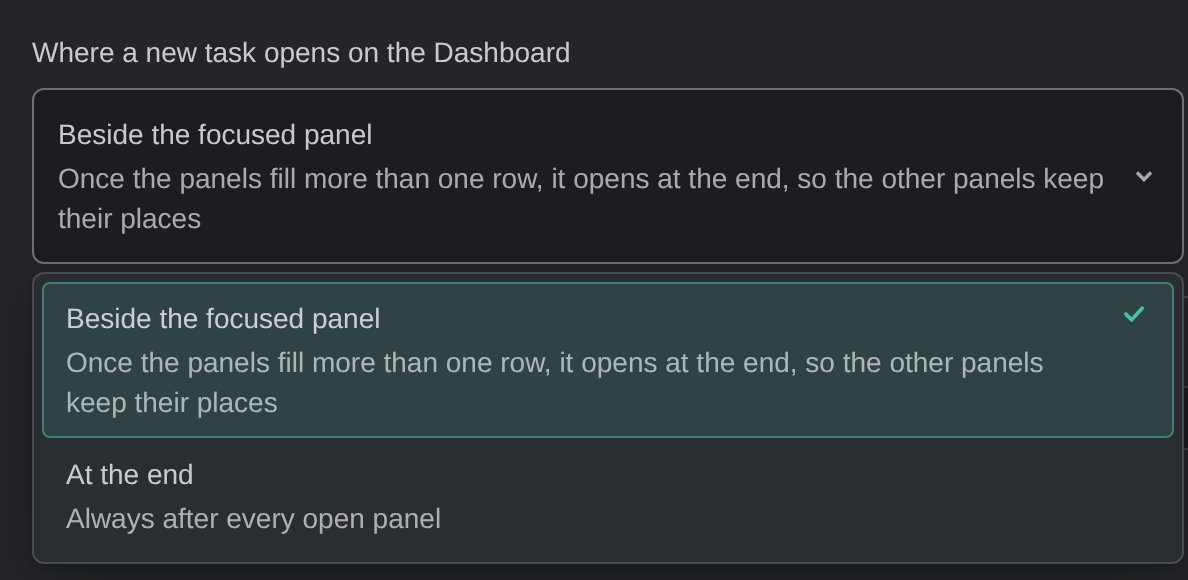 Where a new task opens on the Dashboard
Beside the focused panel
Once the panels fill more than one row, it opens at the end, so the other panels keep
their places
Beside the focused panel
Once the panels fill more than one row, it opens at the end, so the other panels
keep their places
At the end
Always after every open panel